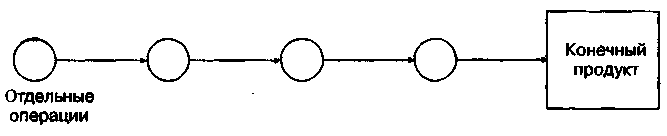 Конечный
продукт
Отдельные
операции